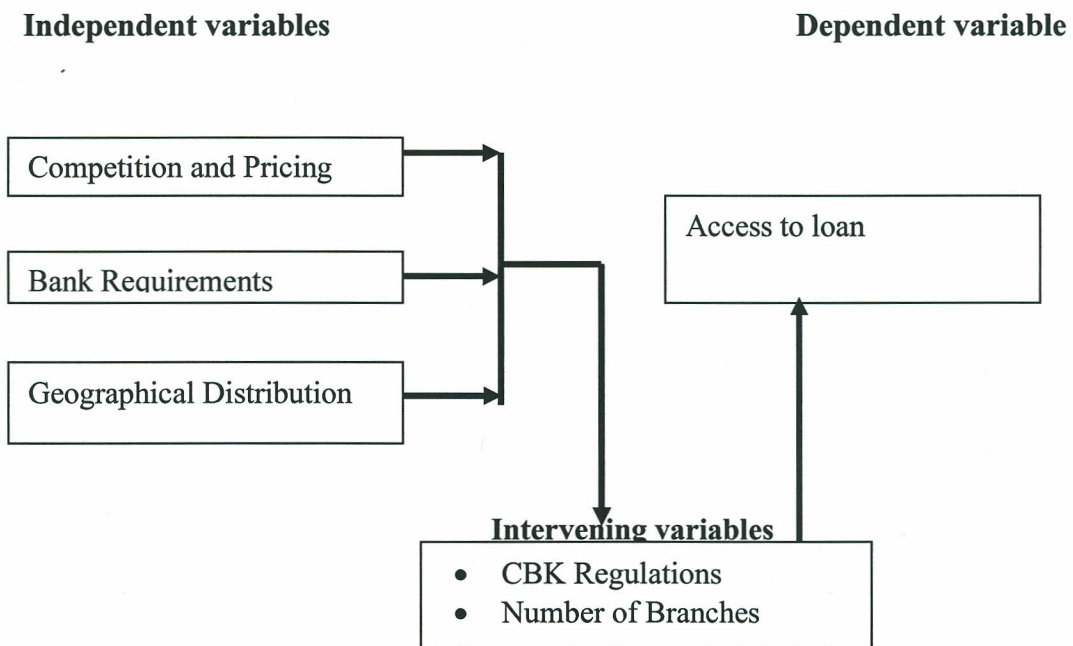 Independent variables
Dependent variable
Competition and Pricing
Bank Requirements
Geographical Distribution
Access to loan
Intervening variables
• CBK Regulations
• Number of Branches